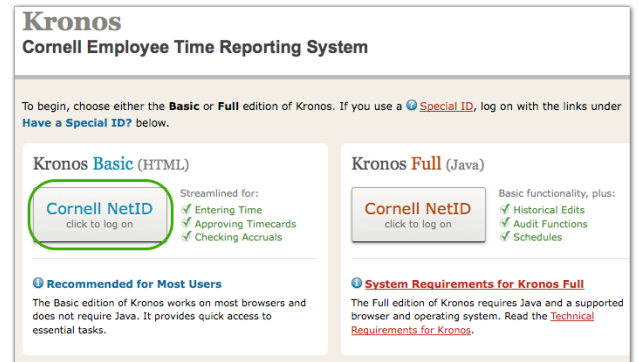 Kronos
Cornell Employee Time Reporting System
To begin, choose either the Basic or Full edition of Kronos. If you use a Special ID, log on with the links under
Have a Special ID? below.
Kronos Basic (HTML)
Cornell NetID
click to log on
Streamlined for:
Entering Time
Approving Timecards
Checking Accruals
Recommended for Most Users
The Basic edition of Kronos works on most browsers and
does not require Java. It provides quick access to
essential tasks.
Kronos Full (Java)
Cornell NetID
click to log on
Basic functionality, plus:
Historical Edits
Audit Functions
Schedules
System Requirements for Kronos Full
The Full edition of Kronos requires Java and a supported
browser and operating system. Read the Technical
Requirements for Kronos.